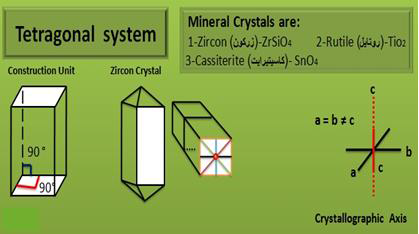 Tetragonal system
Mineral Crystals are:
1-Zircon (زركون)-ZrSiO4 2-Rutile (روتايل)-Tio2
3-Cassiterite (كاسيتيرايت)- SnO4
Construction Unit
Zircon Crystal
90°
90°
a = b ≠ c
c
b
a
c
Crystallographic Axis